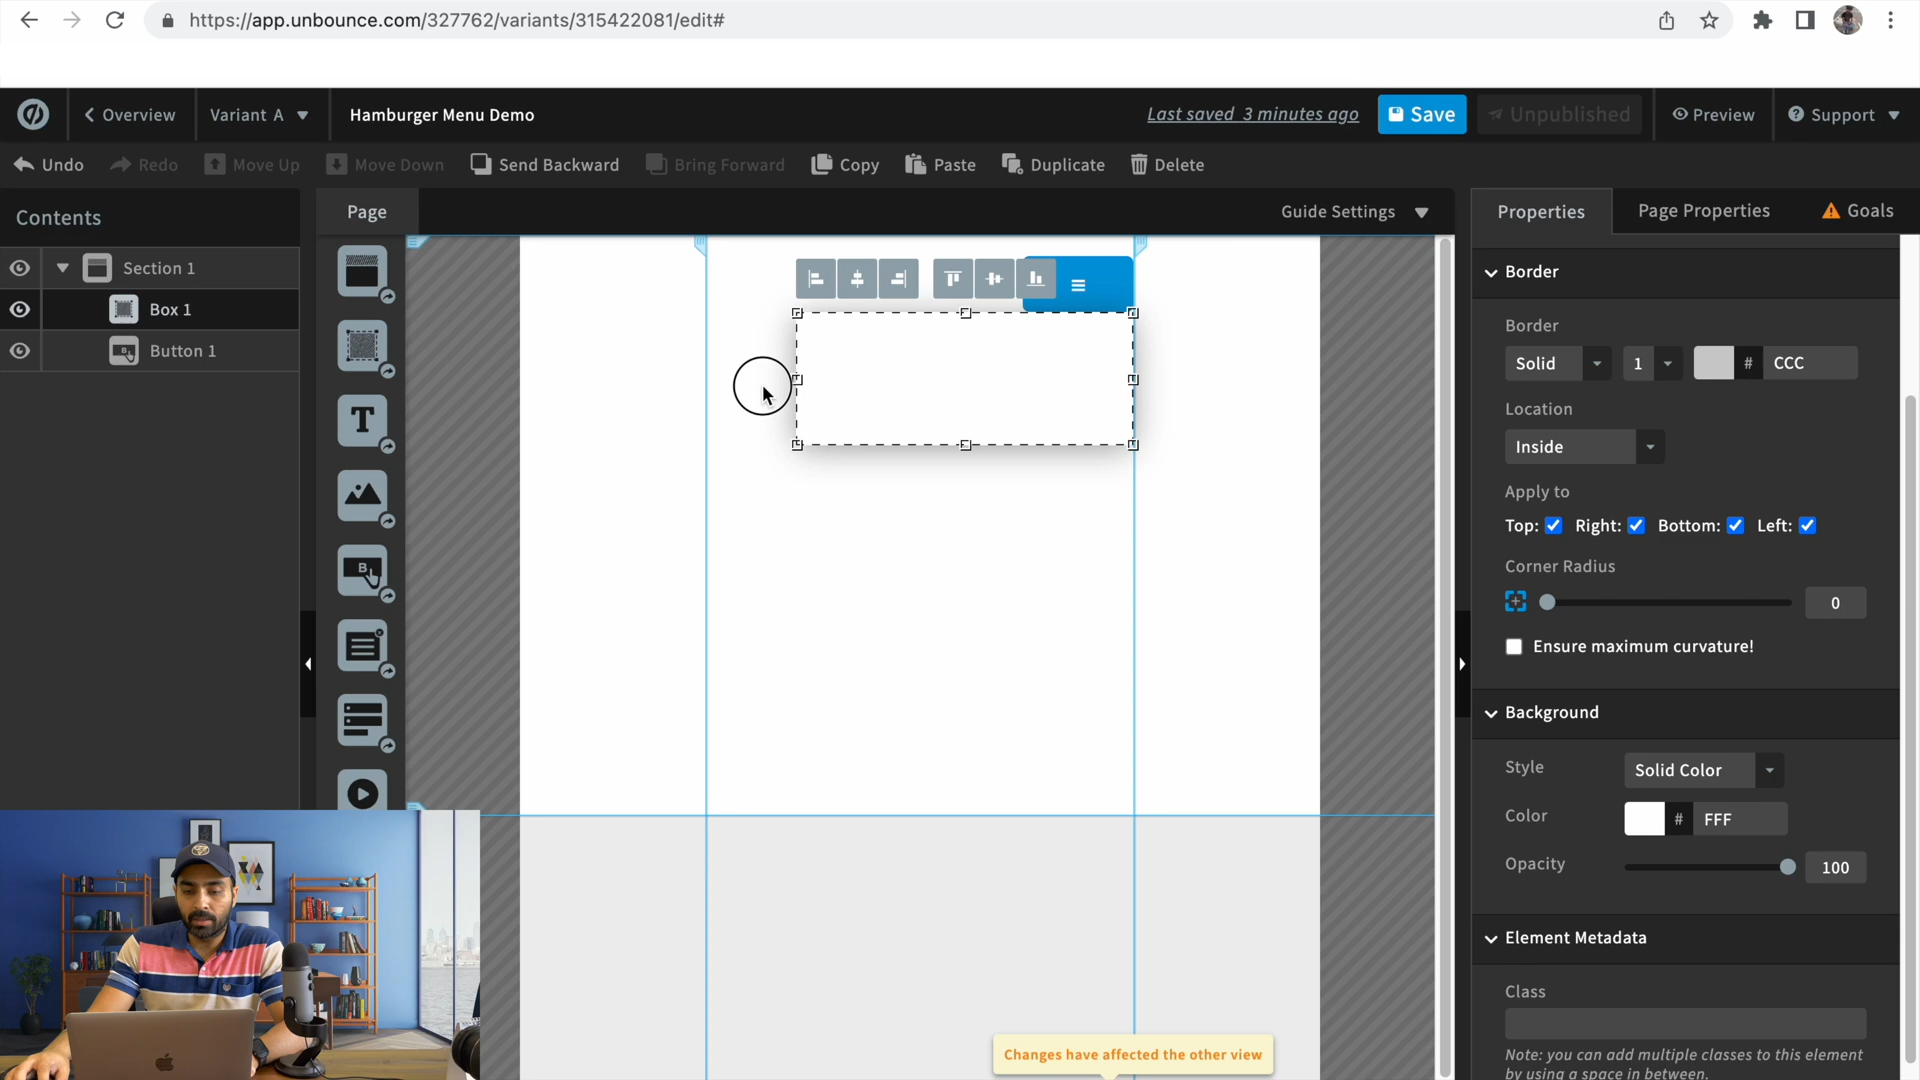 https://app.unbounce.com/327762/variants/315422081/edit#
Overview
Variant A
Hamburger Menu Demo
Last saved 3 minutes ago
Save
Unpublished
Preview
Support
Undo
Redo
Move Up
Move Down
Send Backward
Bring Forward
Copy
Paste
Duplicate
Delete
Contents
Page
Guide Settings
Properties
Page Properties
Goals
Section 1
Box 1
Button 1
T
B
Border
Border
Solid
1
#
CCC
Location
Inside
Apply to
Top:
Right:
Bottom:
Left:
Corner Radius
0
Ensure maximum curvature!
Background
Style
Solid Color
Color
#
FFF
Opacity
100
Element Metadata
Class
Note: you can add multiple classes to this element
by using a space in between.
Changes have affected the other view